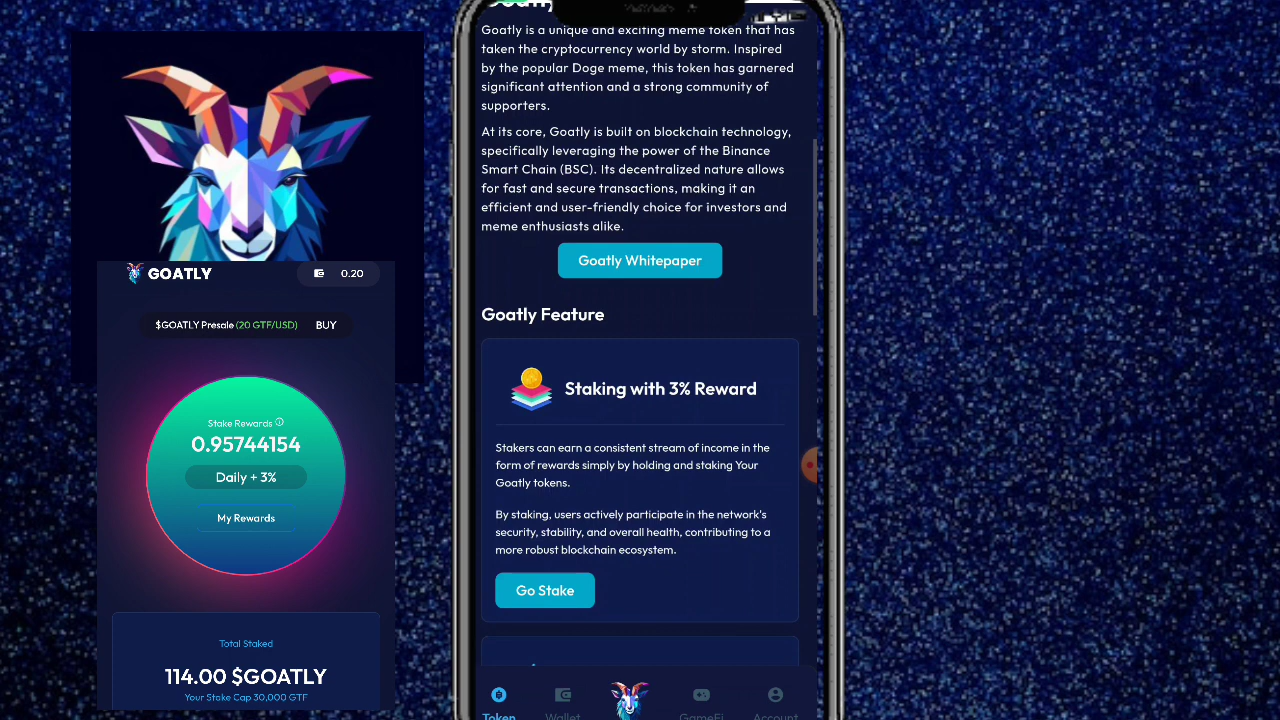 GOATLY
0.20
$GOATLY Presale (20 GTF/USD) BUY
Stake Rewards
0.95744154
Daily + 3%
My Rewards
Total Staked
114.00 $GOATLY
Your Stake Cap 30,000 GTF
Goatly is a unique and exciting meme token that has
taken the cryptocurrency world by storm. Inspired
by the popular Doge meme, this token has garnered
significant attention and a strong community of
supporters.
At its core, Goatly is built on blockchain technology,
specifically leveraging the power of the Binance
Smart Chain (BSC). Its decentralized nature allows
for fast and secure transactions, making it an
efficient and user-friendly choice for investors and
meme enthusiasts alike.
Goatly Whitepaper
Goatly Feature
Staking with 3% Reward
Stakers can earn a consistent stream of income in the
form of rewards simply by holding and staking Your
Goatly tokens.
By staking, users actively participate in the network's
security, stability, and overall health, contributing to a
more robust blockchain ecosystem.
Go Stake
Token Wallet GameFi Account